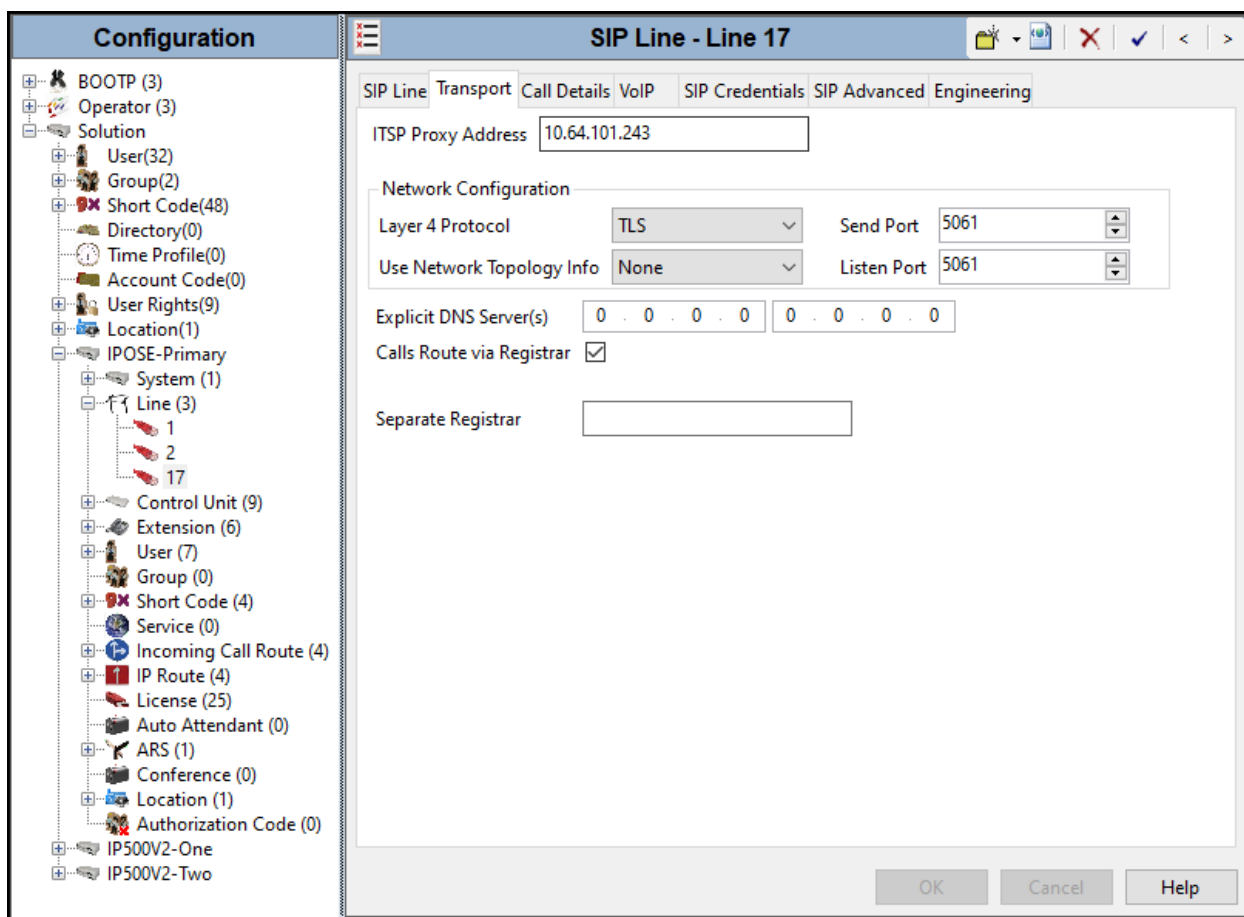 Configuration
BOOTP (3)
Operator (3)
Solution
User(32)
Group(2)
Short Code(48)
Directory(0)
Time Profile(0)
Account Code(0)
User Rights(9)
Location(1)
IPOSE-Primary
System (1)
Line (3)
1
2
17
Control Unit (9)
Extension (6)
User (7)
Group (0)
Short Code (4)
Service (0)
Incoming Call Route (4)
IP Route (4)
License (25)
Auto Attendant (0)
ARS (1)
Conference (0)
Location (1)
Authorization Code (0)
IP500V2-One
IP500V2-Two
SIP Line - Line 17
SIP Line Transport Call Details VoIP SIP Credentials SIP Advanced Engineering
ITSP Proxy Address 10.64.101.243
Network Configuration
Layer 4 Protocol TLS Send Port 5061
Use Network Topology Info None Listen Port 5061
Explicit DNS Server(s) 0 . 0 . 0 . 0 0 . 0 . 0 . 0
Calls Route via Registrar
Separate Registrar
OK Cancel Help